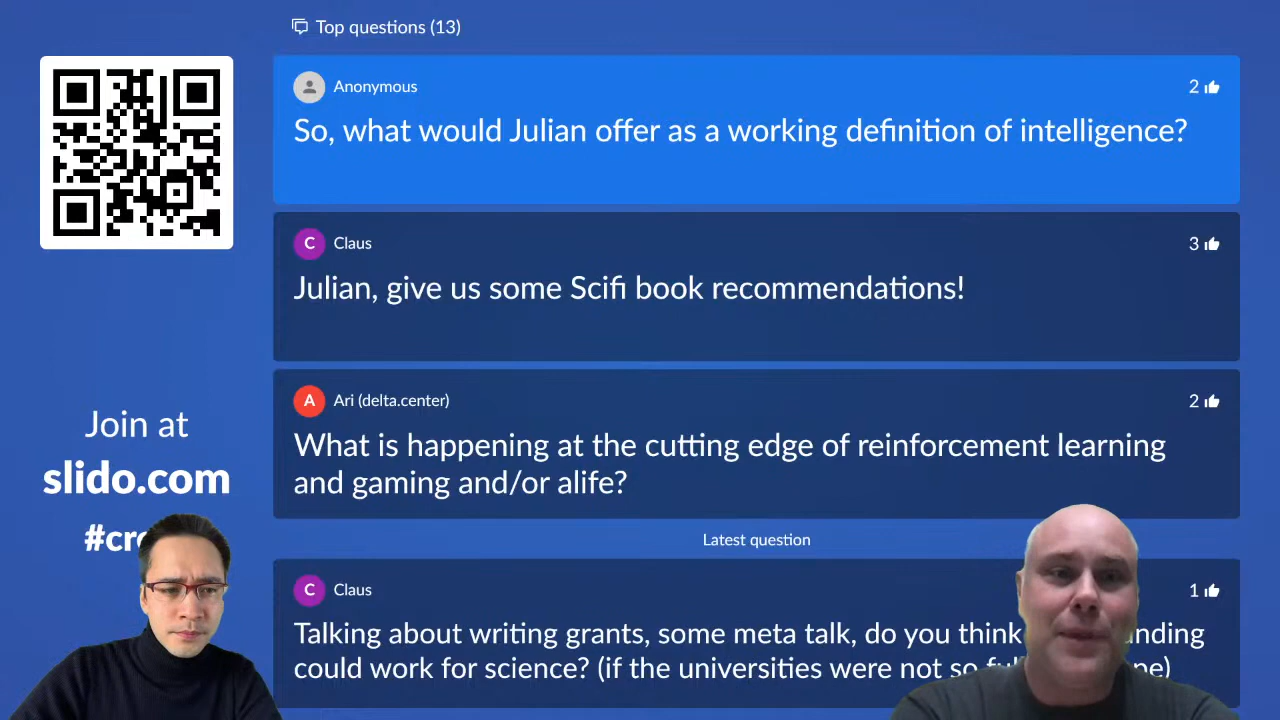 Top questions (13)
Anonymous
2
So, what would Julian offer as a working definition of intelligence?
C
Claus
3
Julian, give us some Scifi book recommendations!
A
Ari (delta.center)
2
What is happening at the cutting edge of reinforcement learning
and gaming and/or alife?
Join at
slido.com
Latest question
C
Claus
1
Talking about writing grants, some meta talk, do you think
could work for science? (if the universities were not so